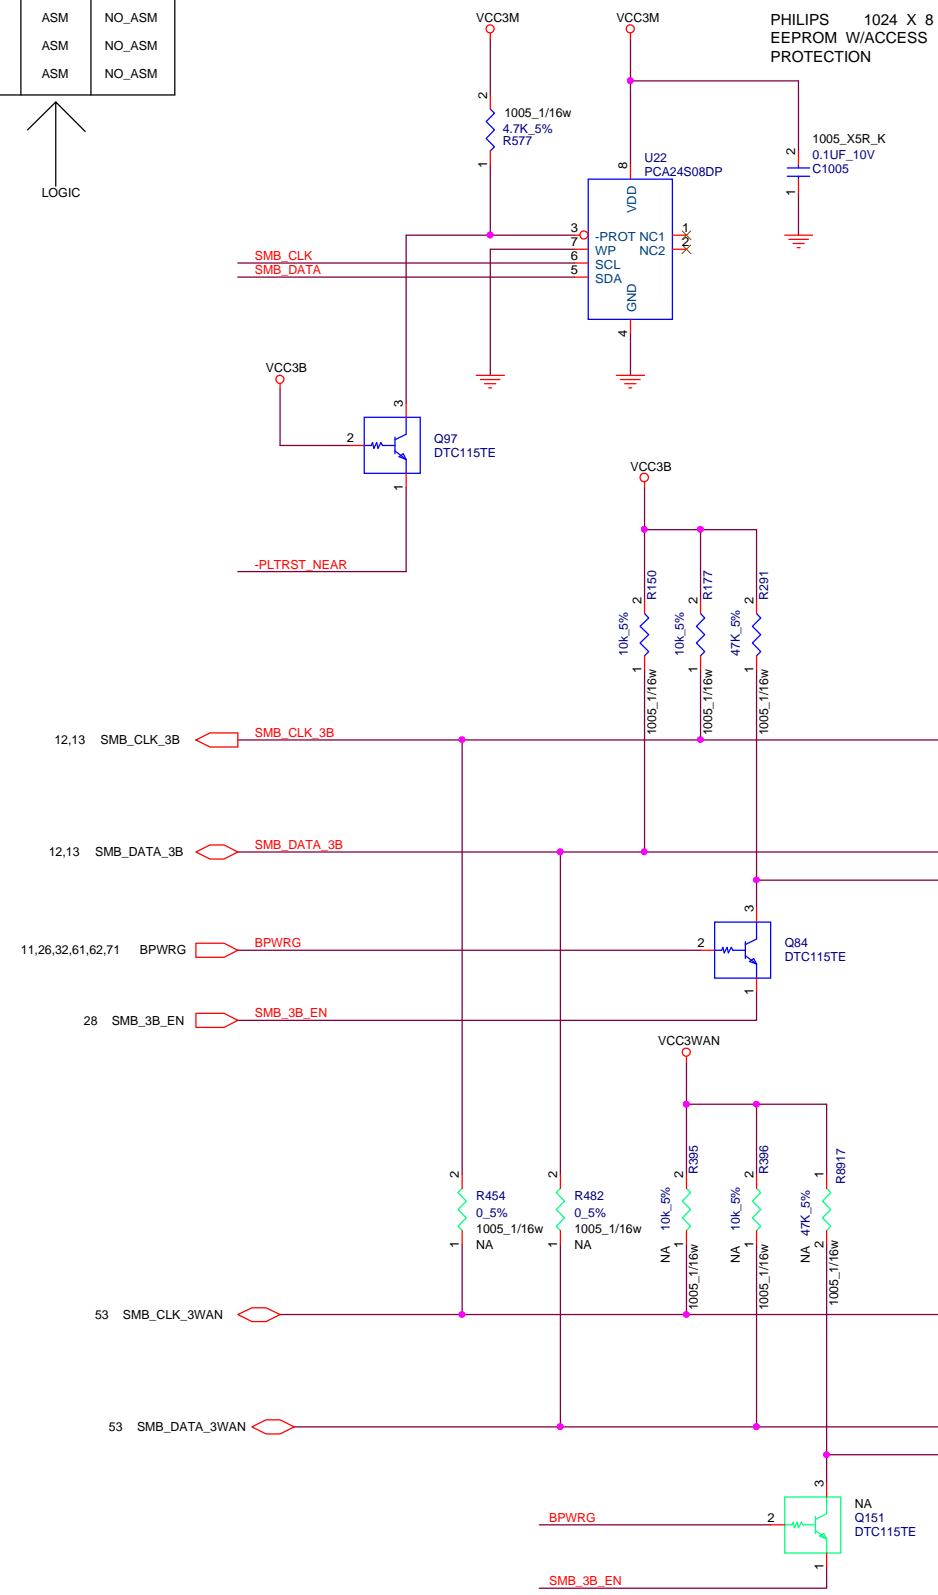 ASM NO_ASM
ASM NO_ASM
ASM NO_ASM
LOGIC
VCC3M
VCC3M
PHILIPS 1024 X 8
EEPROM W/ACCESS
PROTECTION
2
1005_1/16w
4.7K_5%
R577
1
8
U22
PCA24S08DP
2
1005_X5R_K
0.1UF_10V
C1005
1
VDD
3 -PROT NC1 1
7 WP NC2 2
SMB_CLK 6 SCL
SMB_DATA 5 SDA
GND
4
VCC3B
3
2
Q97
DTC115TE
1
-PLTRST_NEAR
VCC3B
2 R150
10k_5%
1 1005_1/16w
2 R177
10k_5%
1 1005_1/16w
2 R291
47K_5%
1 1005_1/16w
12,13 SMB_CLK_3B SMB_CLK_3B
12,13 SMB_DATA_3B SMB_DATA_3B
3
11,26,32,61,62,71 BPWRG BPWRG 2
Q84
DTC115TE
1
28 SMB_3B_EN SMB_3B_EN
VCC3WAN
2
R454
0_5%
1005_1/16w
1 NA
2
R482
0_5%
1005_1/16w
1 NA
2 R395
10k_5%
NA 1 1005_1/16w
2 R396
10k_5%
NA 1 1005_1/16w
1 R8917
47K_5%
NA 2 1005_1/16w
53 SMB_CLK_3WAN
53 SMB_DATA_3WAN
3
BPWRG 2
NA
Q151
DTC115TE
1
SMB_3B_EN